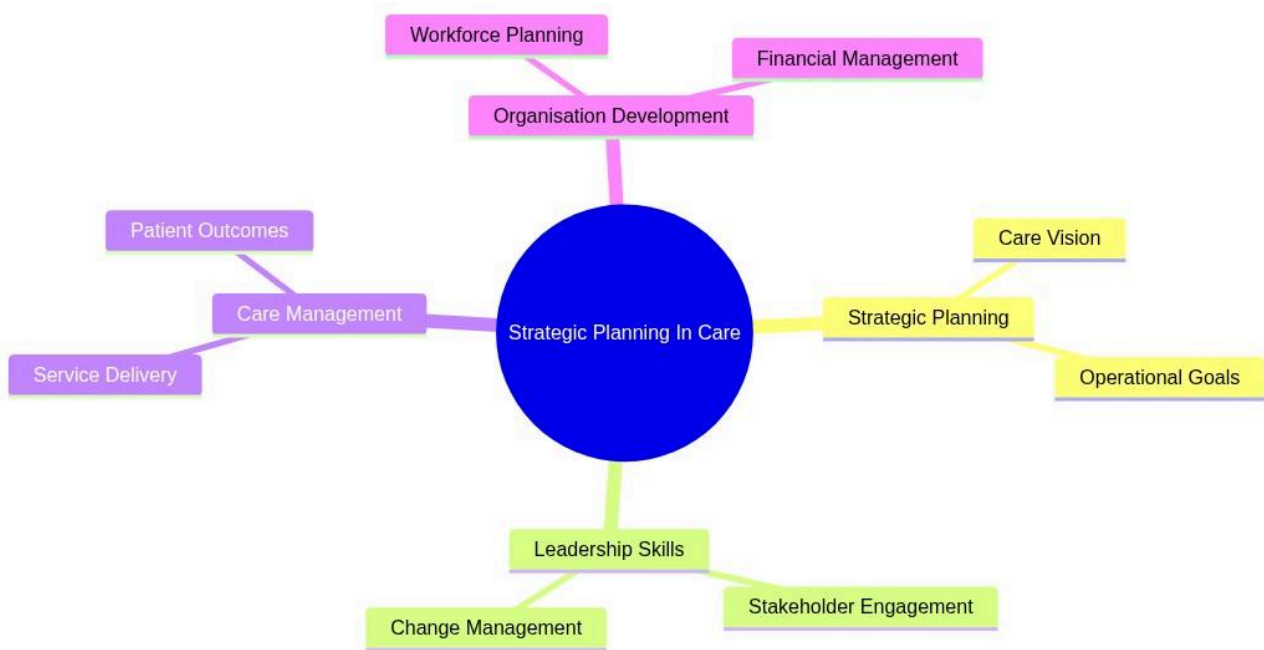 Workforce Planning
Financial Management
Organisation Development
Patient Outcomes
Care Vision
Care Management
Strategic Planning In Care
Strategic Planning
Service Delivery
Operational Goals
Leadership Skills
Stakeholder Engagement
Change Management